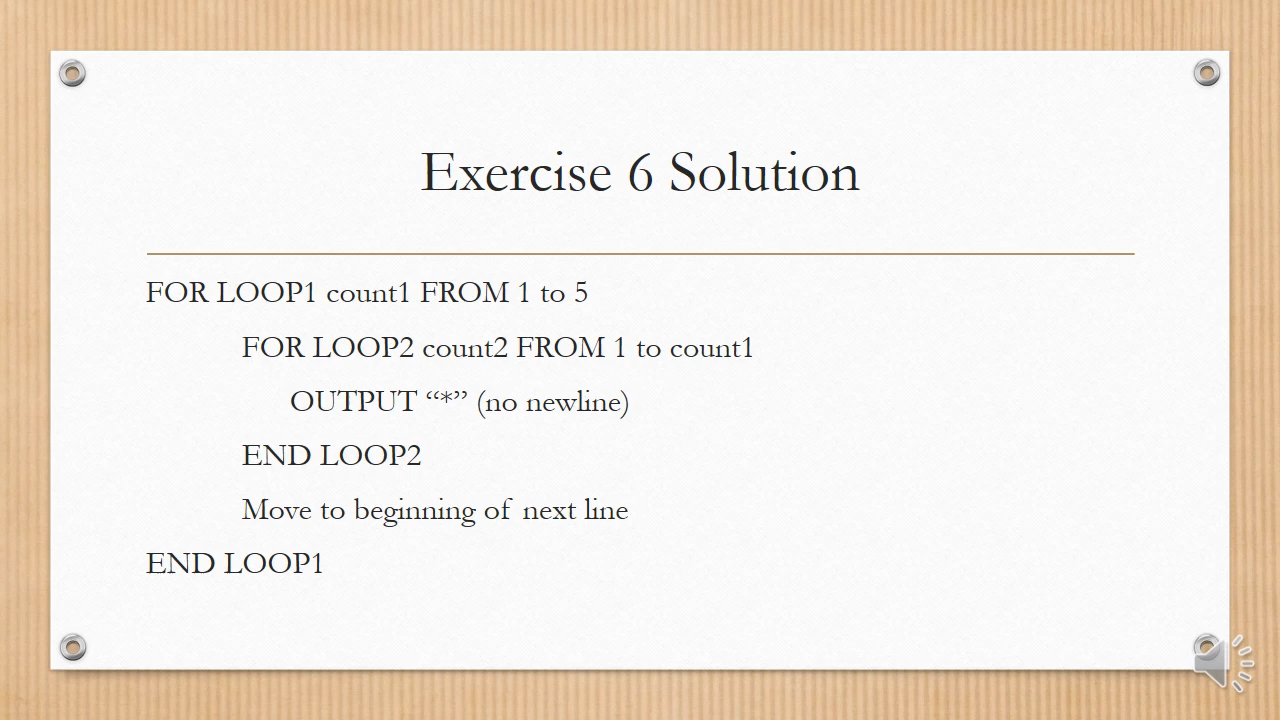 Exercise 6 Solution
FOR LOOP1 count1 FROM 1 to 5
FOR LOOP2 count2 FROM 1 to count1
OUTPUT “*” (no newline)
END LOOP2
Move to beginning of next line
END LOOP1